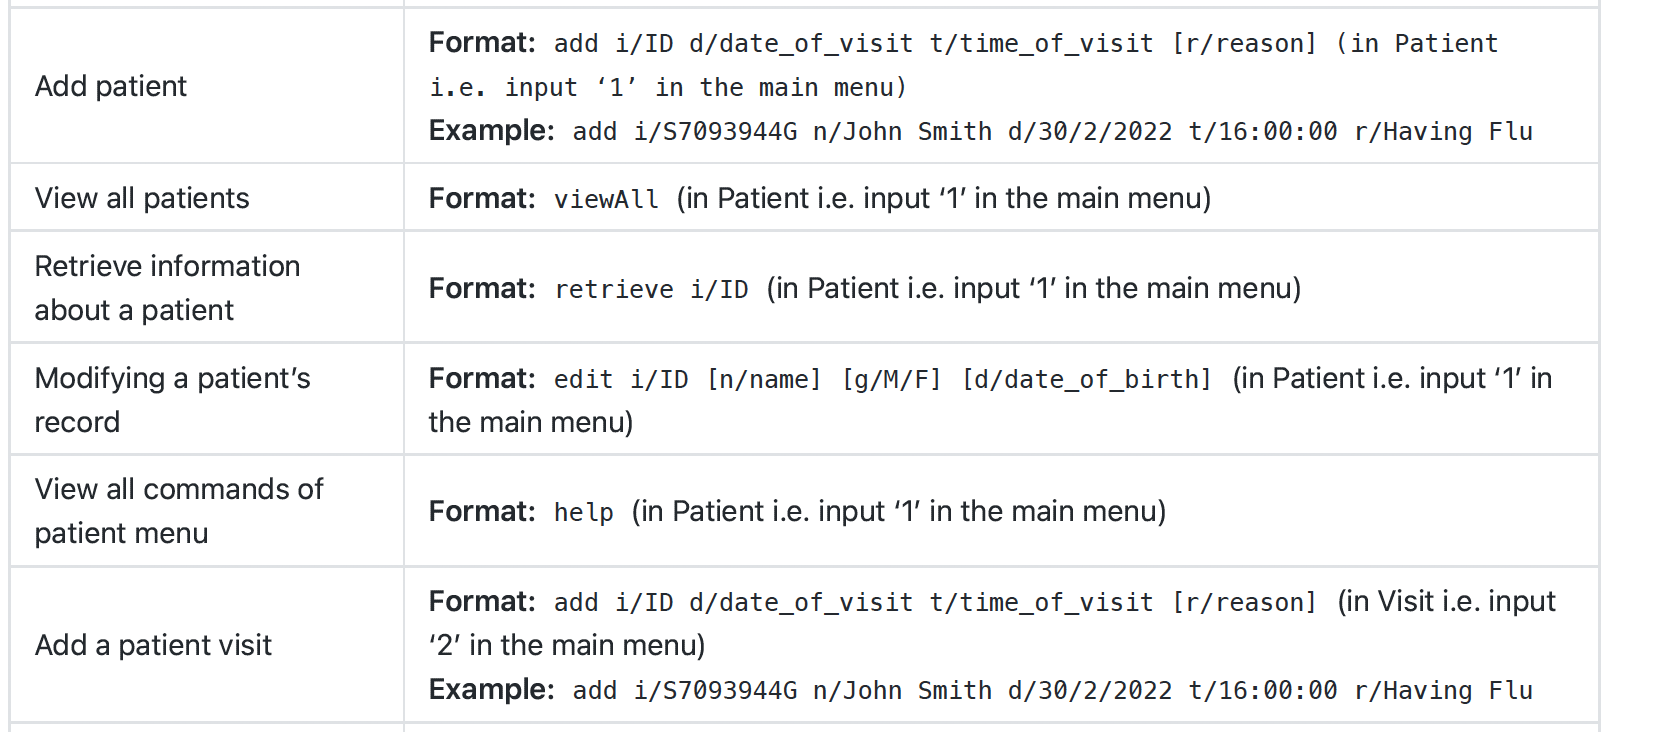 Add patient
Format: add i/ID d/date_of_visit t/time_of_visit [r/reason] (in Patient
i.e. input ‘1’ in the main menu)
Example: add i/S7093944G n/John Smith d/30/2/2022 t/16:00:00 r/Having Flu
View all patients
Format: viewAll (in Patient i.e. input ‘1’ in the main menu)
Retrieve information
about a patient
Format: retrieve i/ID (in Patient i.e. input ‘1’ in the main menu)
Modifying a patient’s
record
Format: edit i/ID [n/name] [g/M/F] [d/date_of_birth] (in Patient i.e. input ‘1’ in
the main menu)
View all commands of
patient menu
Format: help (in Patient i.e. input ‘1’ in the main menu)
Add a patient visit
Format: add i/ID d/date_of_visit t/time_of_visit [r/reason] (in Visit i.e. input
‘2’ in the main menu)
Example: add i/S7093944G n/John Smith d/30/2/2022 t/16:00:00 r/Having Flu